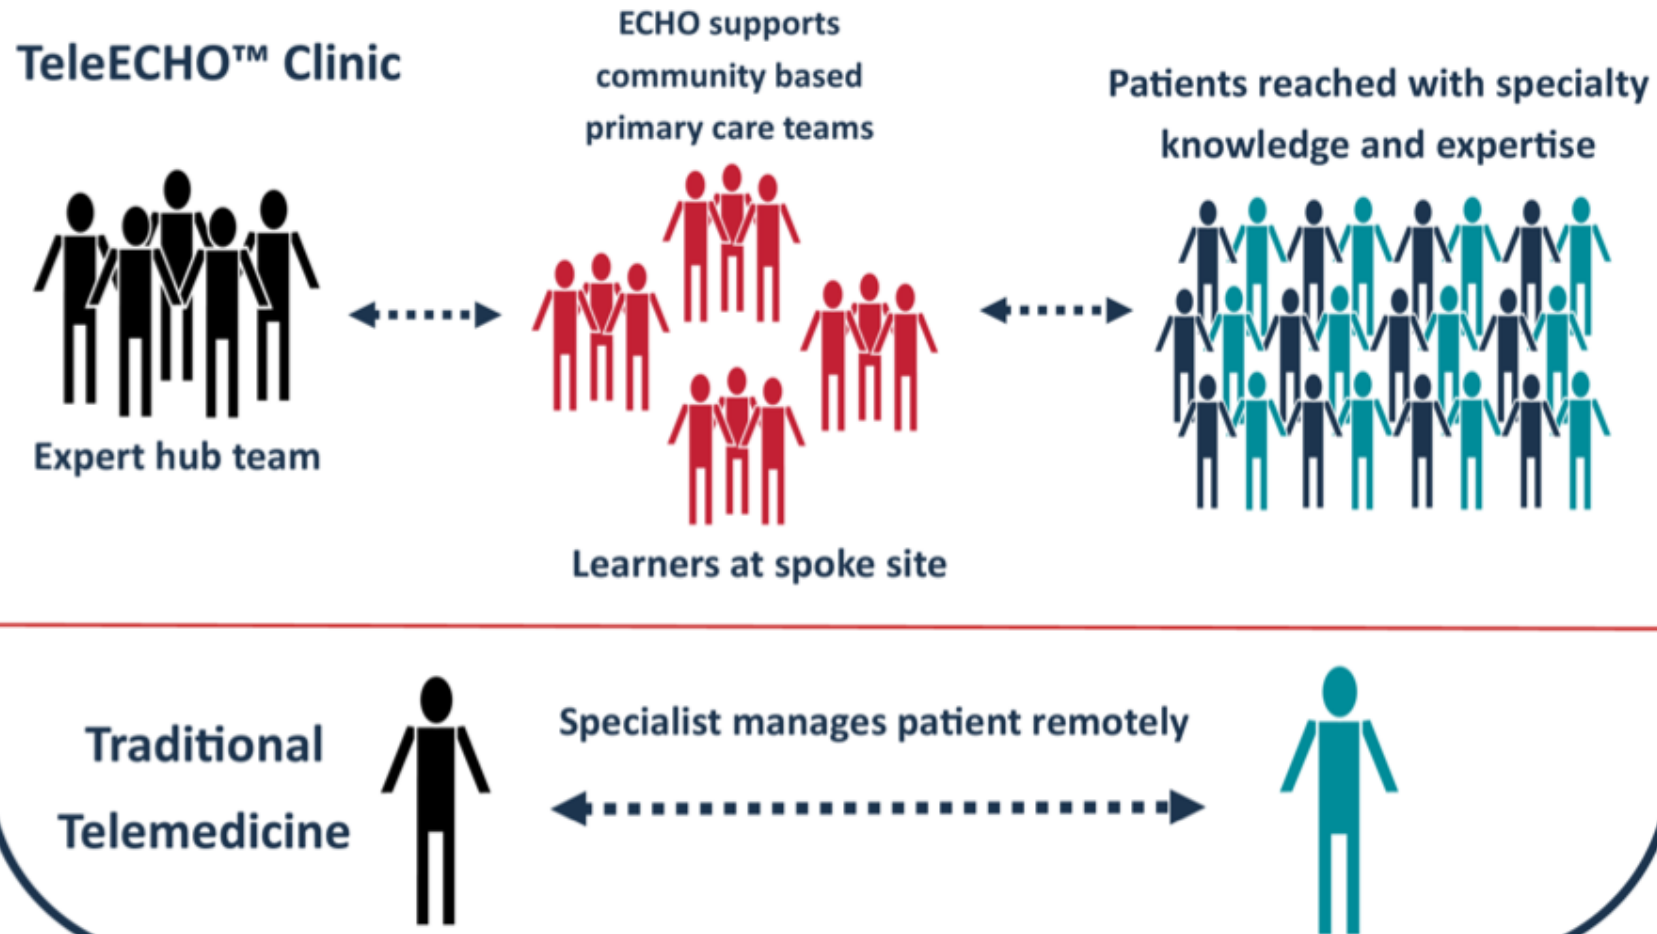 TeleECHO™ Clinic
ECHO supports
community based
primary care teams
Patients reached with specialty
knowledge and expertise
Expert hub team
Learners at spoke site
Traditional
Telemedicine
Specialist manages patient remotely